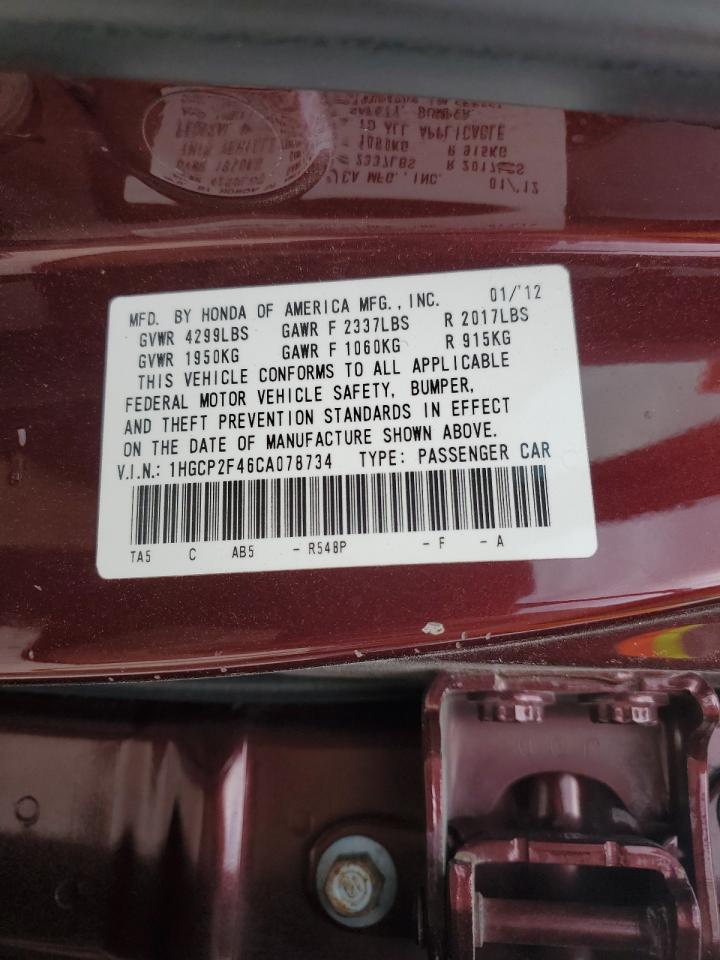 MFD. BY HONDA OF AMERICA MFG., INC. 01/'12
GVWR 4299LBS GAWR F 2337LBS R 2017LBS
GVWR 1950KG GAWR F 1060KG R 915KG
THIS VEHICLE CONFORMS TO ALL APPLICABLE
FEDERAL MOTOR VEHICLE SAFETY, BUMPER,
AND THEFT PREVENTION STANDARDS IN EFFECT
ON THE DATE OF MANUFACTURE SHOWN ABOVE.
V.I.N.: 1HGCP2F46CA078734 TYPE: PASSENGER CAR
TA5 C AB5 - R548P - F - A